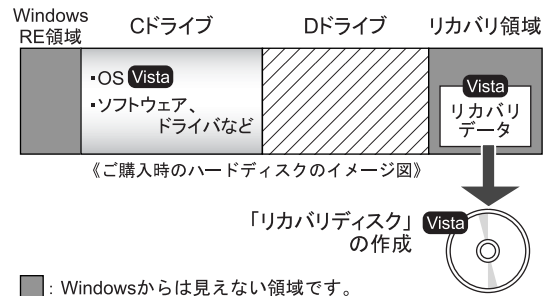 Windows
RE領域
Cドライブ
Dドライブ
リカバリ領域
・OS Vista
・ソフトウェア、
ドライバなど
Vista
リカバリ
データ
《ご購入時のハードディスクのイメージ図》
「リカバリディスク」 Vista
の作成
：Windowsからは見えない領域です。